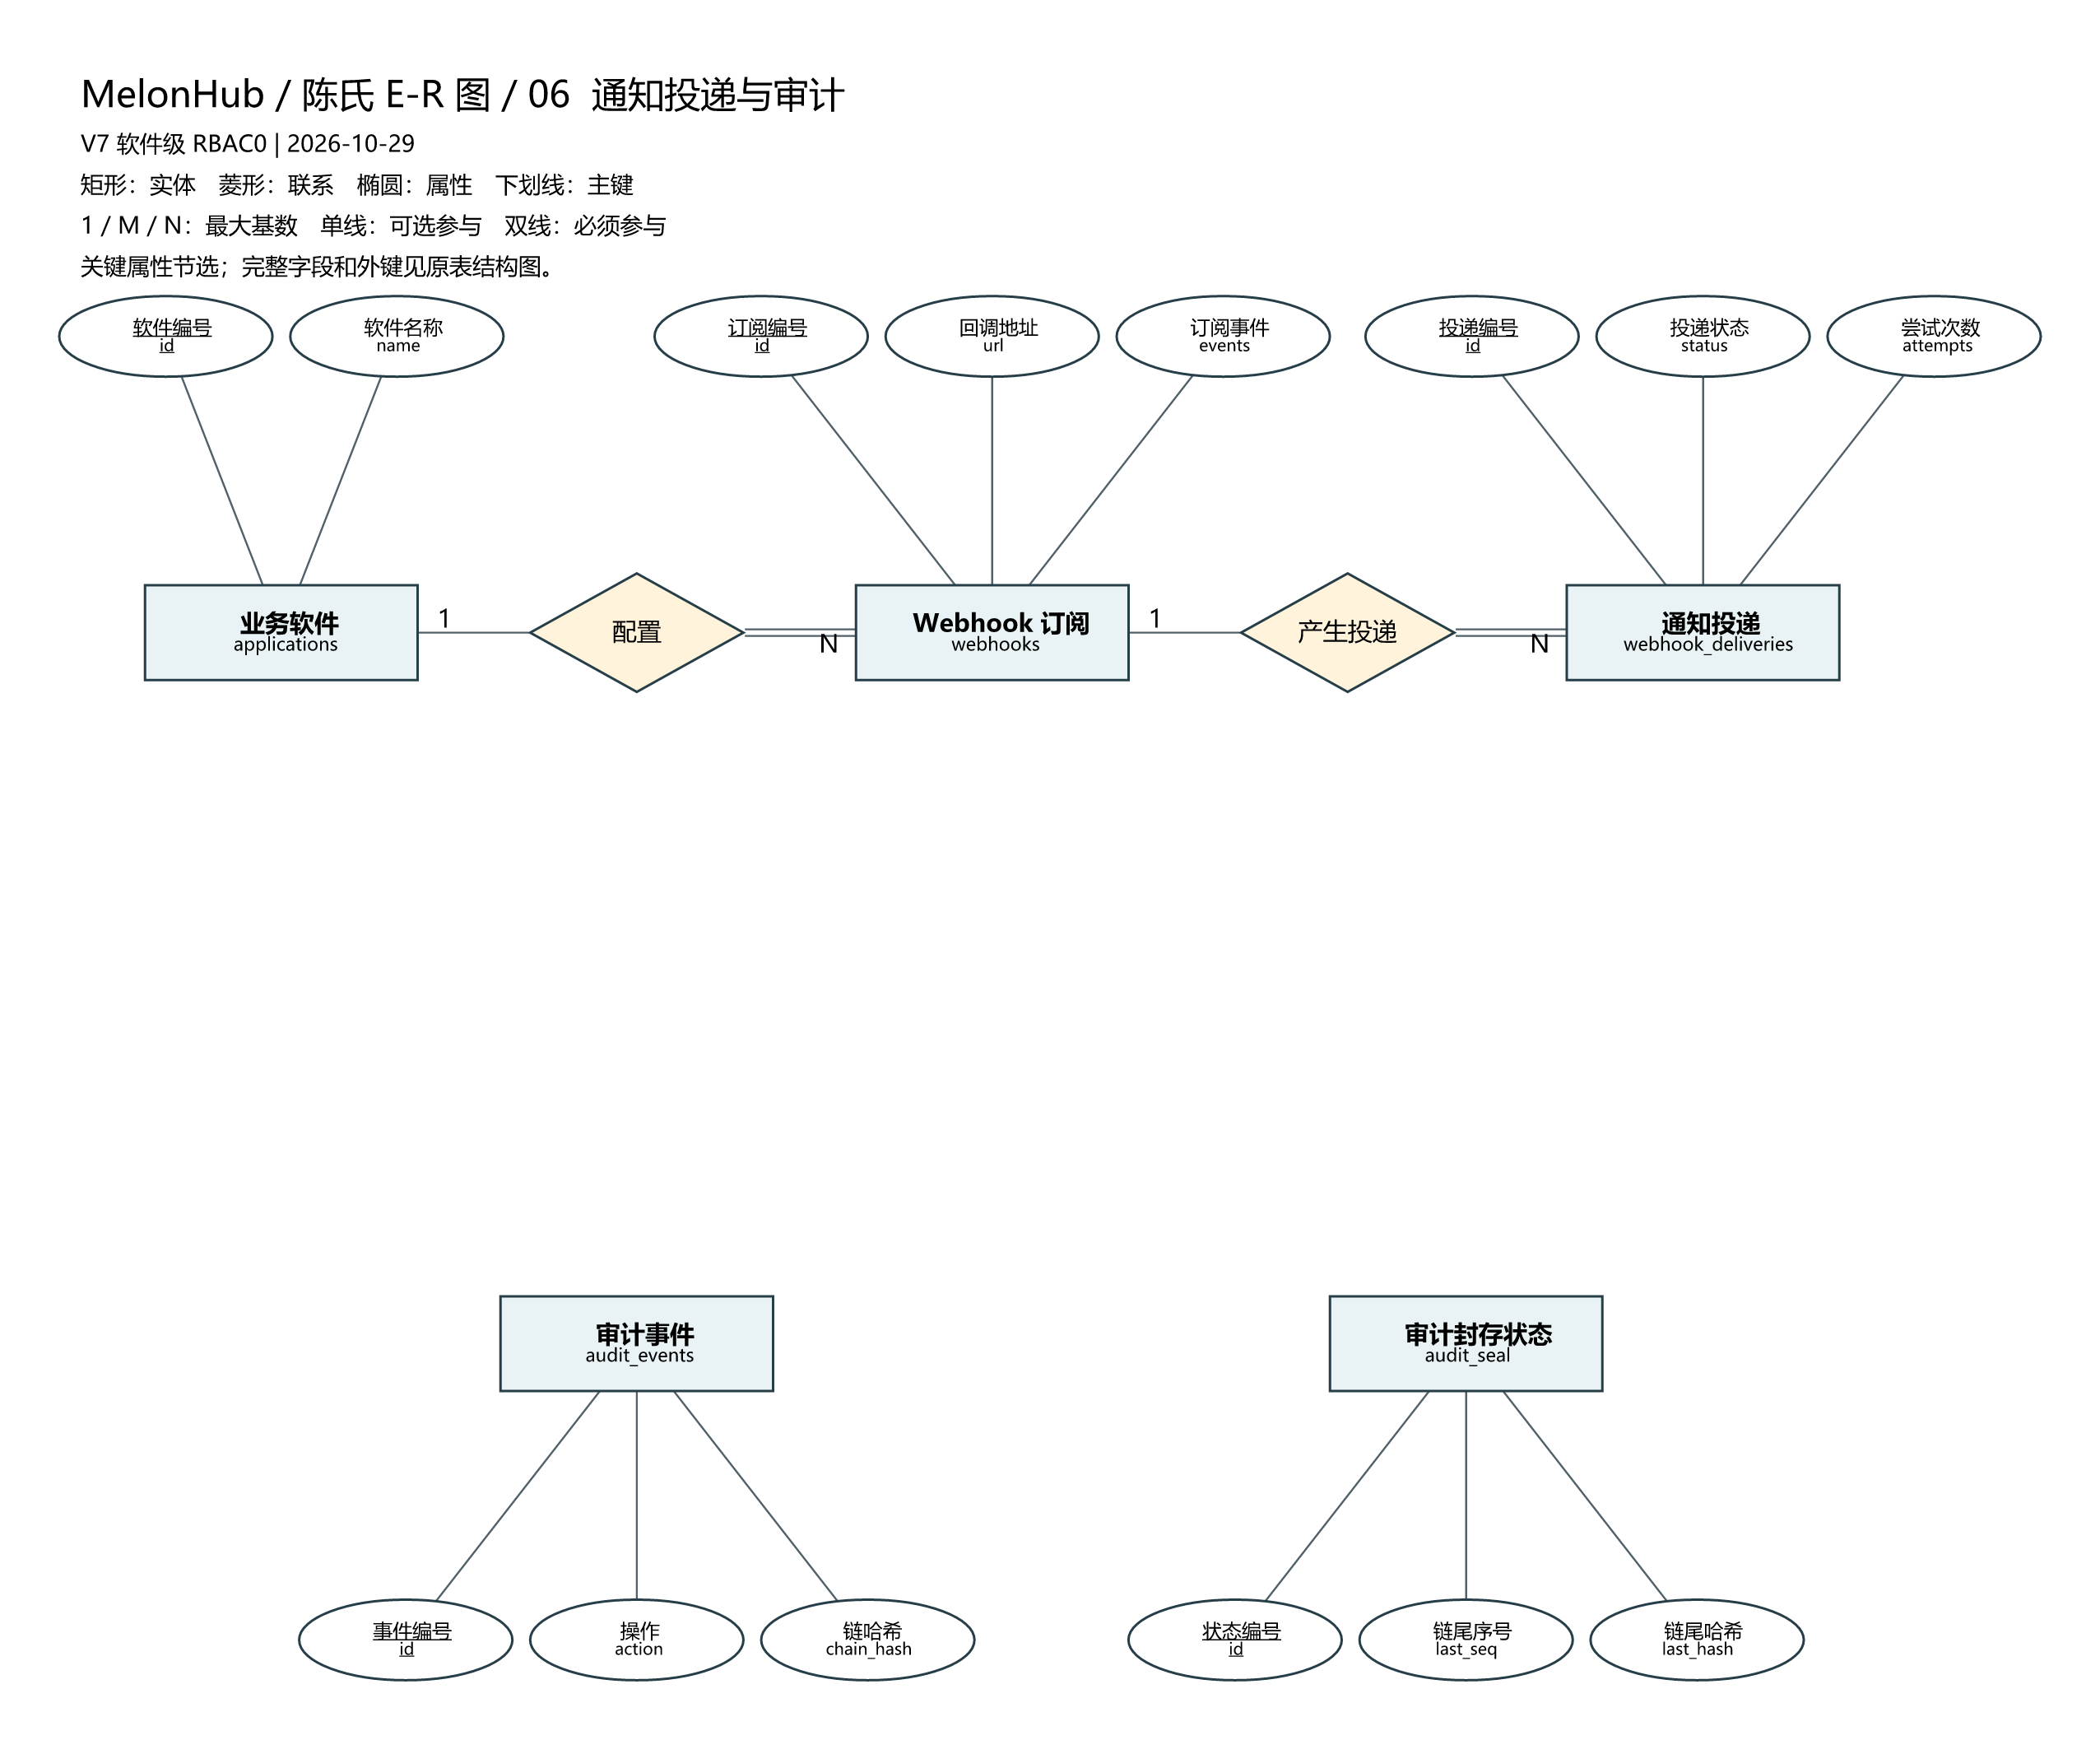 MelonHub / 陈氏 E-R 图 / 06  通知投递与审计
V7 软件级 RBAC0 | 2026-10-29
矩形：实体　菱形：联系　椭圆：属性　下划线：主键
1 / M / N：最大基数　单线：可选参与　双线：必须参与
关键属性节选；完整字段和外键见原表结构图。
软件编号
id
软件名称
name
订阅编号
id
回调地址
url
订阅事件
events
投递编号
id
投递状态
status
尝试次数
attempts
业务软件
applications
1
配置
N
Webhook 订阅
webhooks
1
产生投递
N
通知投递
webhook_deliveries
审计事件
audit_events
审计封存状态
audit_seal
事件编号
id
操作
action
链哈希
chain_hash
状态编号
id
链尾序号
last_seq
链尾哈希
last_hash